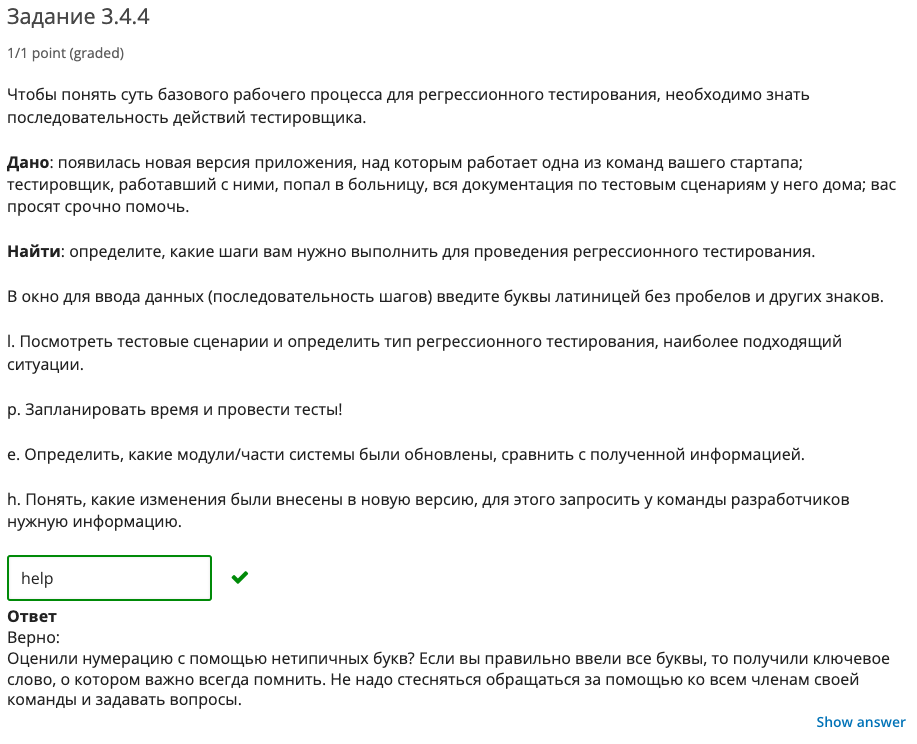 Задание 3.4.4
1/1 point (graded)
Чтобы понять суть базового рабочего процесса для регрессионного тестирования, необходимо знать
последовательность действий тестировщика.
Дано: появилась новая версия приложения, над которым работает одна из команд вашего стартапа;
тестировщик, работавший с ними, попал в больницу, вся документация по тестовым сценариям у него дома; вас
просят срочно помочь.
Найти: определите, какие шаги вам нужно выполнить для проведения регрессионного тестирования.
В окно для ввода данных (последовательность шагов) введите буквы латиницей без пробелов и других знаков.
l. Посмотреть тестовые сценарии и определить тип регрессионного тестирования, наиболее подходящий
ситуации.
p. Запланировать время и провести тесты!
e. Определить, какие модули/части системы были обновлены, сравнить с полученной информацией.
h. Понять, какие изменения были внесены в новую версию, для этого запросить у команды разработчиков
нужную информацию.
help
Ответ
Верно:
Оценили нумерацию с помощью нетипичных букв? Если вы правильно ввели все буквы, то получили ключевое
слово, о котором важно всегда помнить. Не надо стесняться обращаться за помощью ко всем членам своей
команды и задавать вопросы.
Show answer